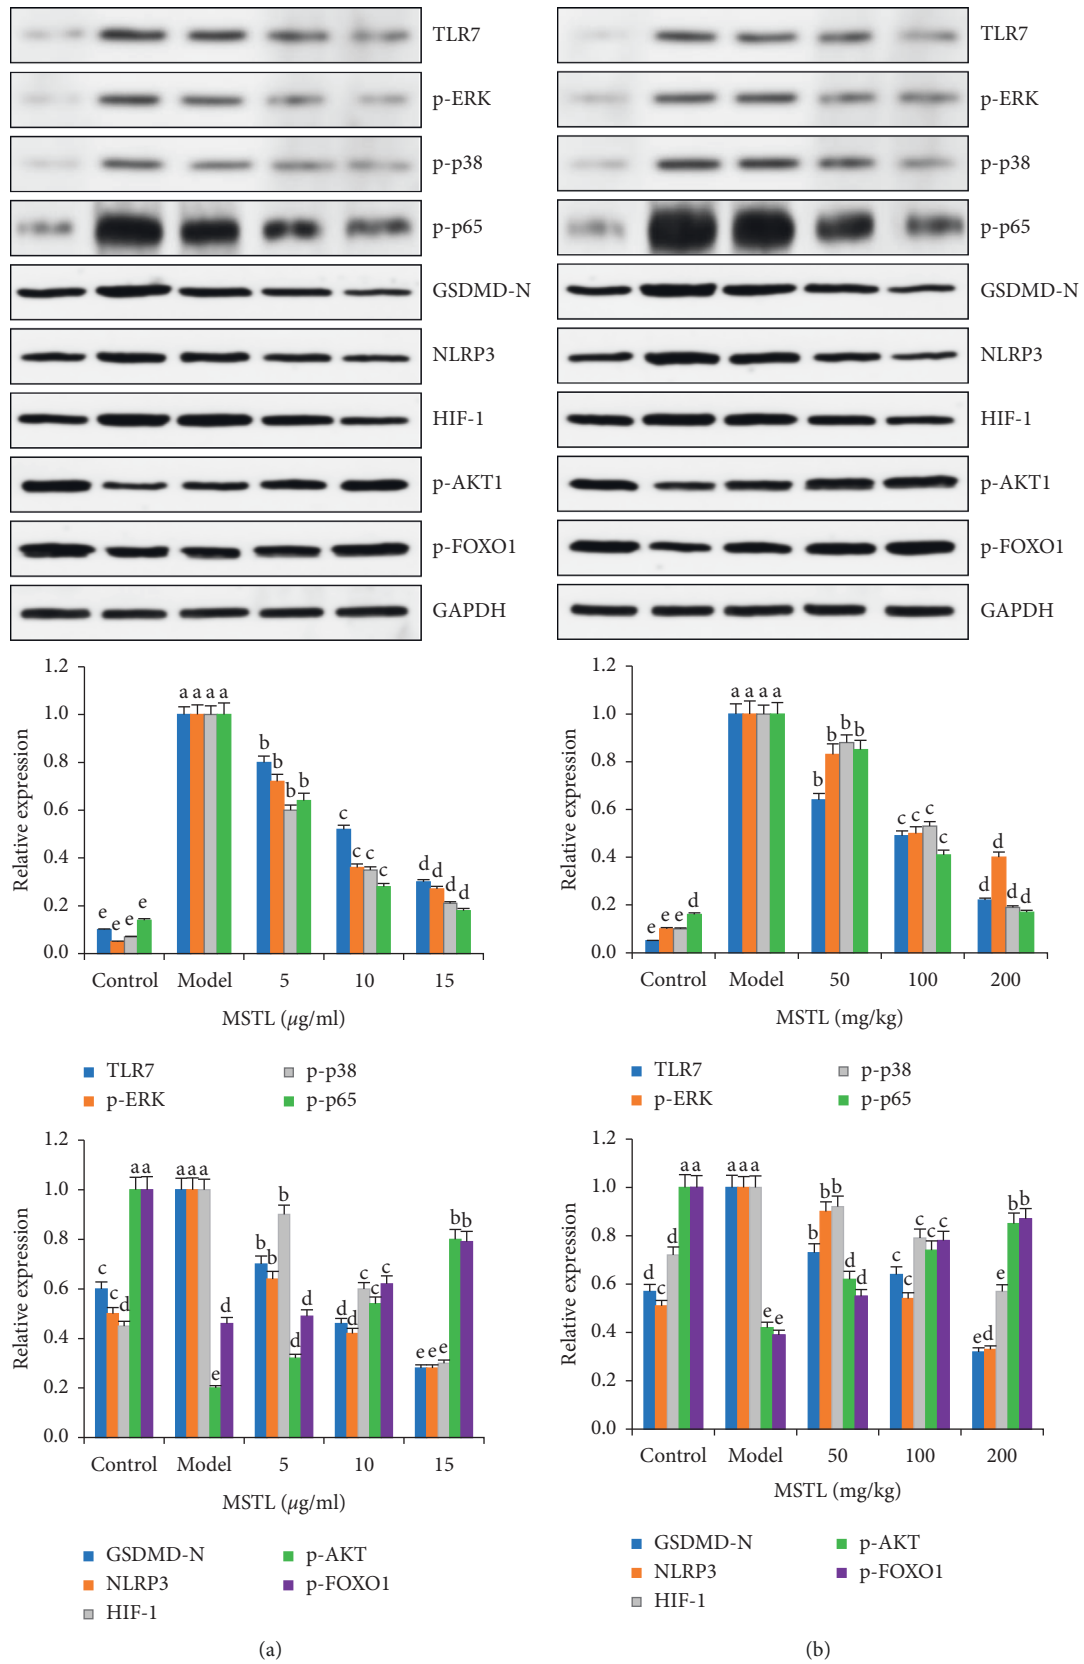 TLR7
p-ERK
p-p38
p-p65
GSDMD-N
NLRP3
HIF-1
p-AKT1
p-FOXO1
GAPDH
1.2
1.0
0.8
0.6
0.4
0.2
0.0
Relative expression
a a a a
b
b
b
b
c
c c
c
d
d
d
d
e
e
e
e
Control Model 5 10 15
MSTL (µg/ml)
TLR7 p-p38
p-ERK p-p65
1.2
1.0
0.8
0.6
0.4
0.2
0.0
Relative expression
e
c
d
a a
a a a
e
d
b
b
b
d
d
d
d
c
c
c
e e e
b b
Control Model 5 10 15
MSTL (µg/ml)
GSDMD-N p-AKT
NLRP3 p-FOXO1
HIF-1
(a)
TLR7
p-ERK
p-p38
p-p65
GSDMD-N
NLRP3
HIF-1
p-AKT1
p-FOXO1
GAPDH
1.2
1.0
0.8
0.6
0.4
0.2
0.0
Relative expression
e
e e
d
a a a a
b
b
b b
c c c
c
d
d
d
d
Control Model 50 100 200
MSTL (mg/kg)
TLR7 p-p38
p-ERK p-p65
1.2
1.0
0.8
0.6
0.4
0.2
0.0
Relative expression
d
c
d
a a
a a a
e e
b
b b
d
d
c
c
c
c c
e d
e
b b
Control Model 50 100 200
MSTL (mg/kg)
GSDMD-N p-AKT
NLRP3 p-FOXO1
HIF-1
(b)